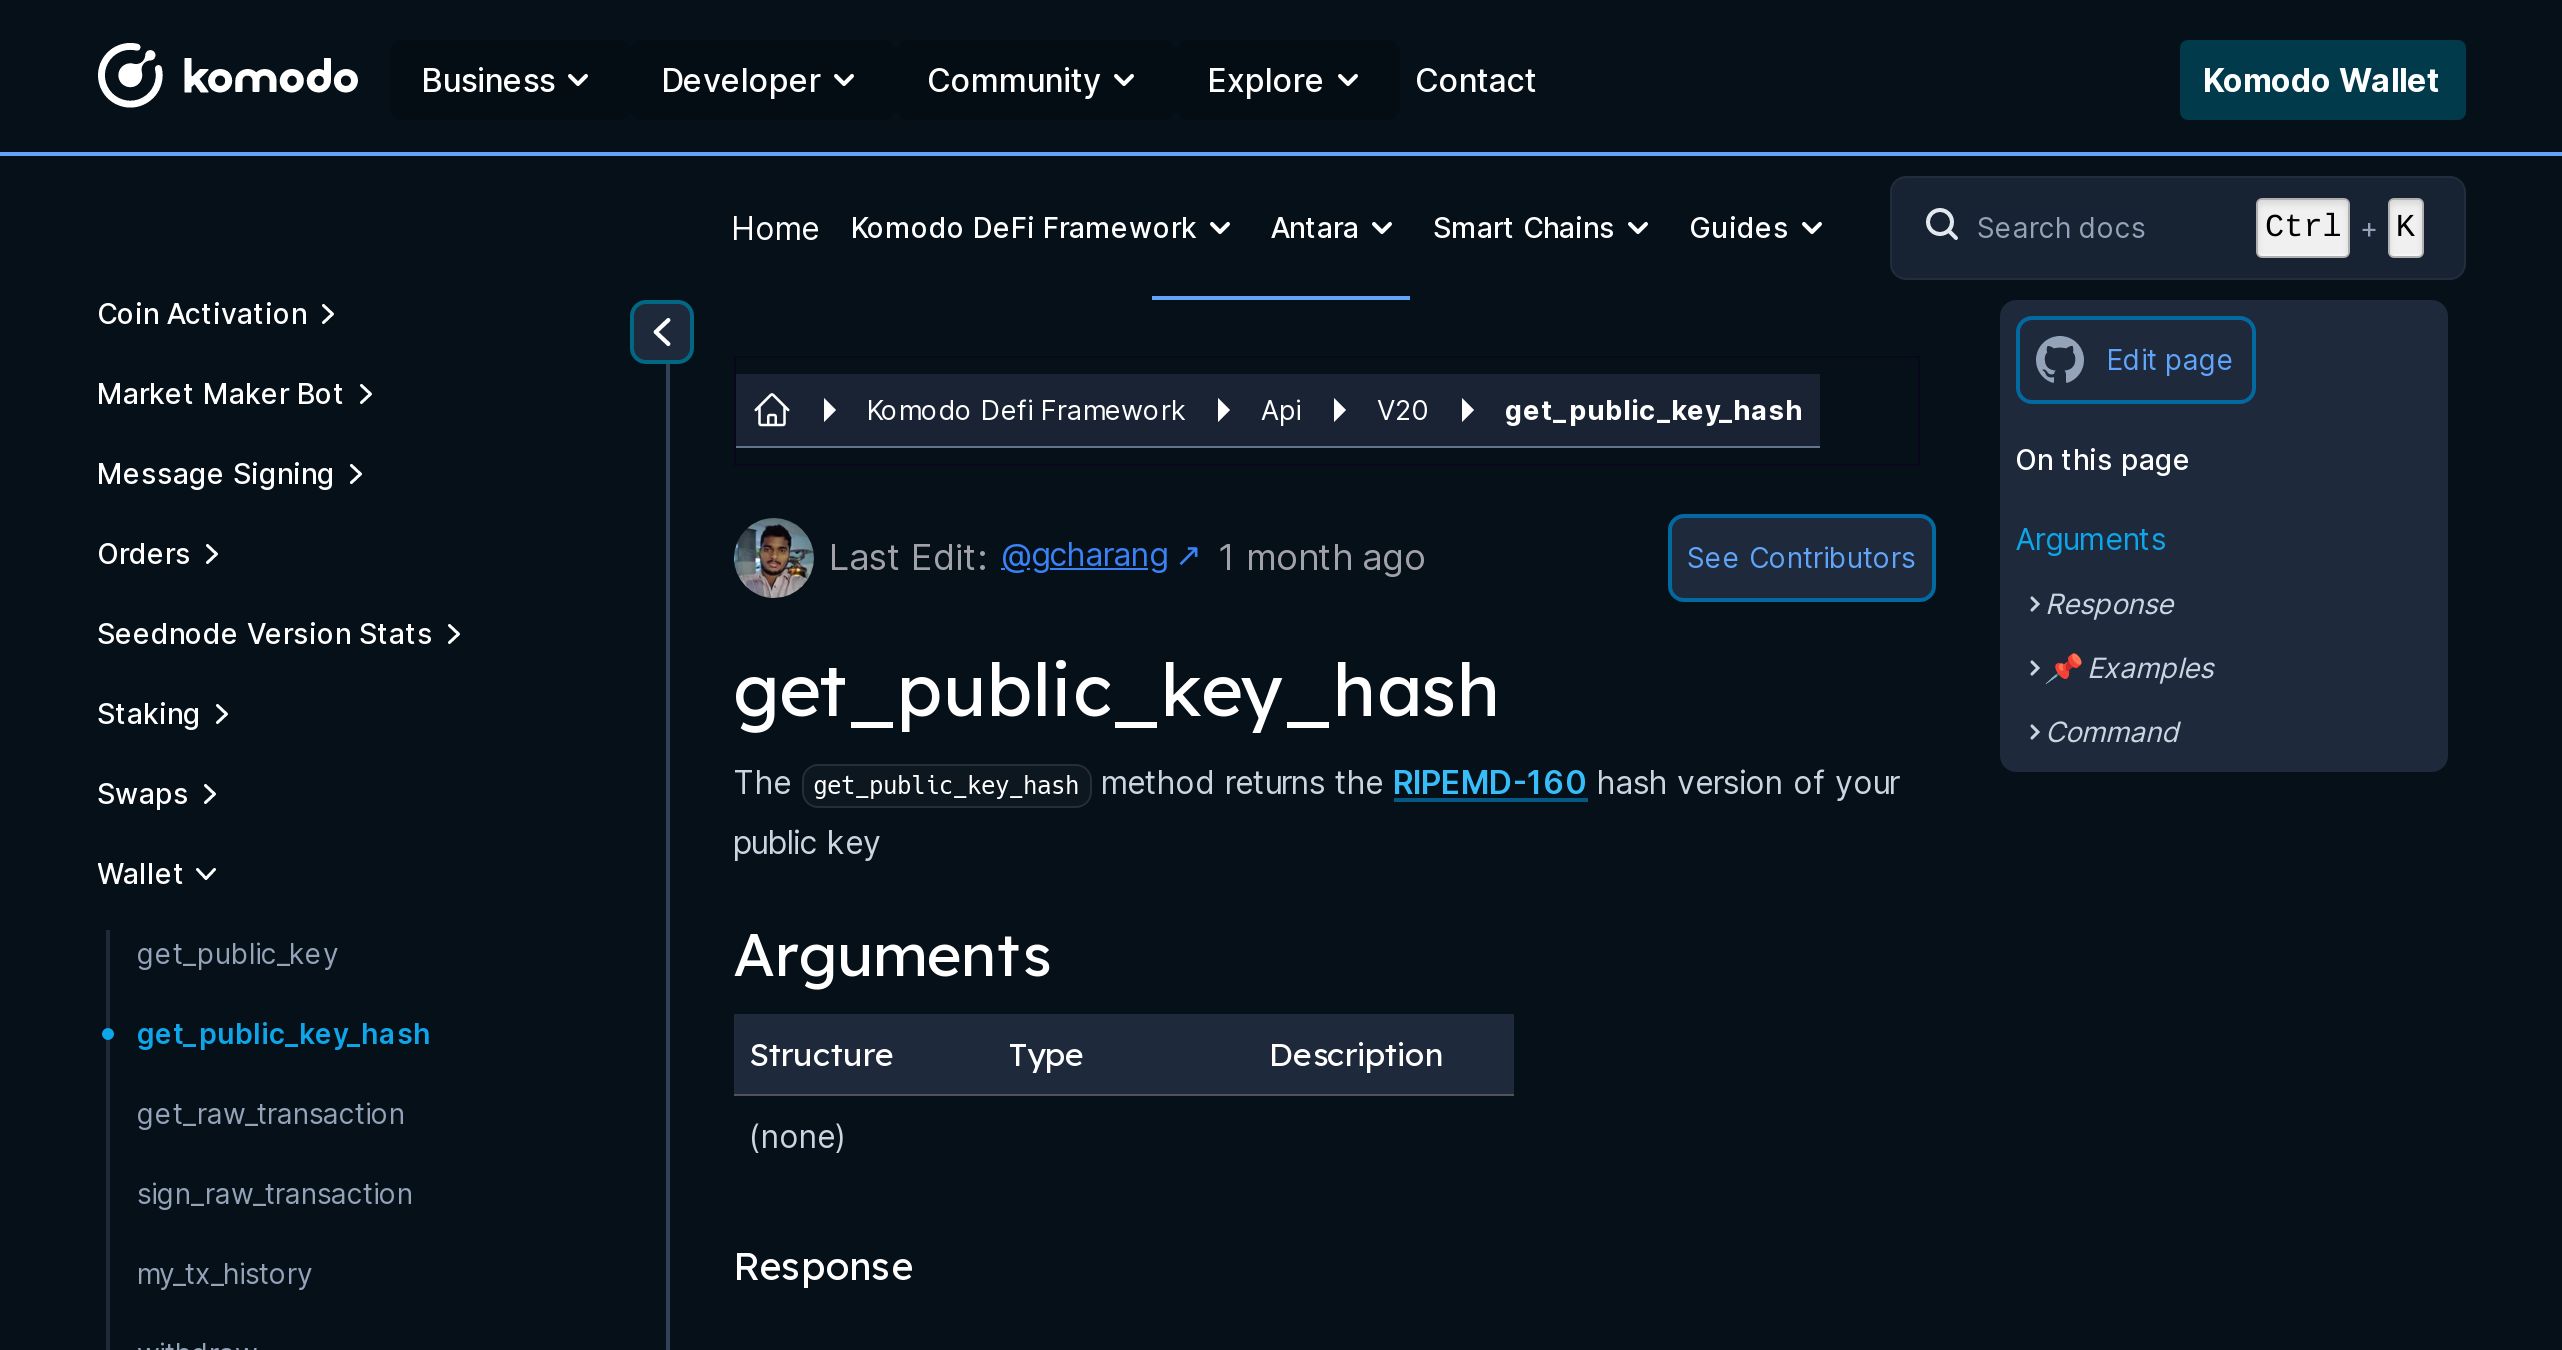 komodo
Business
Developer
Community
Explore
Contact
Komodo Wallet
Home
Komodo DeFi Framework
Antara
Smart Chains
Guides
Search docs
Ctrl + K
Coin Activation
Market Maker Bot
Message Signing
Orders
Seednode Version Stats
Staking
Swaps
Wallet
get_public_key
get_public_key_hash
get_raw_transaction
sign_raw_transaction
my_tx_history
withdraw
Komodo Defi Framework
Api
V20
get_public_key_hash
Last Edit: @gcharang ↗ 1 month ago
See Contributors
get_public_key_hash
The get_public_key_hash method returns the RIPEMD-160 hash version of your
public key
Arguments
Structure Type Description
(none)
Response
Edit page
On this page
Arguments
Response
📌 Examples
Command